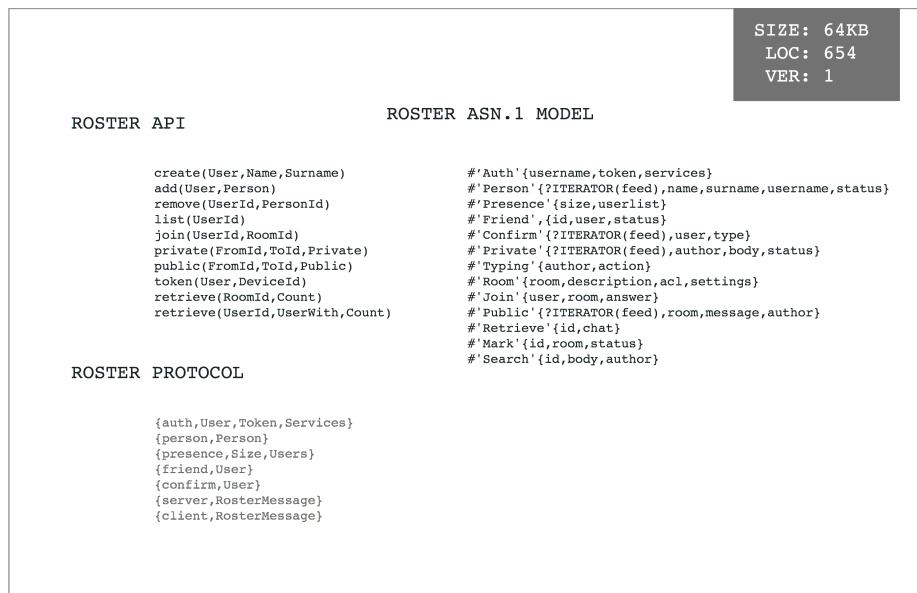 SIZE: 64KB
LOC: 654
VER: 1
ROSTER API
create(User,Name,Surname)
add(User,Person)
remove(UserId,PersonId)
list(UserId)
join(UserId,RoomId)
private(FromId,ToId,Private)
public(FromId,ToId,Public)
token(User,DeviceId)
retrieve(RoomId,Count)
retrieve(UserId,UserWith,Count)
ROSTER PROTOCOL
{auth,User,Token,Services}
{person,Person}
{presence,Size,Users}
{friend,User}
{confirm,User}
{server,RosterMessage}
{client,RosterMessage}
ROSTER ASN.1 MODEL
#’Auth'{username,token,services}
#'Person'{?ITERATOR(feed),name,surname,username,status}
#’Presence'{size,userlist}
#'Friend',{id,user,status}
#'Confirm'{?ITERATOR(feed),user,type}
#'Private'{?ITERATOR(feed),author,body,status}
#'Typing'{author,action}
#'Room'{room,description,acl,settings}
#'Join'{user,room,answer}
#'Public'{?ITERATOR(feed),room,message,author}
#'Retrieve'{id,chat}
#'Mark'{id,room,status}
#'Search'{id,body,author}